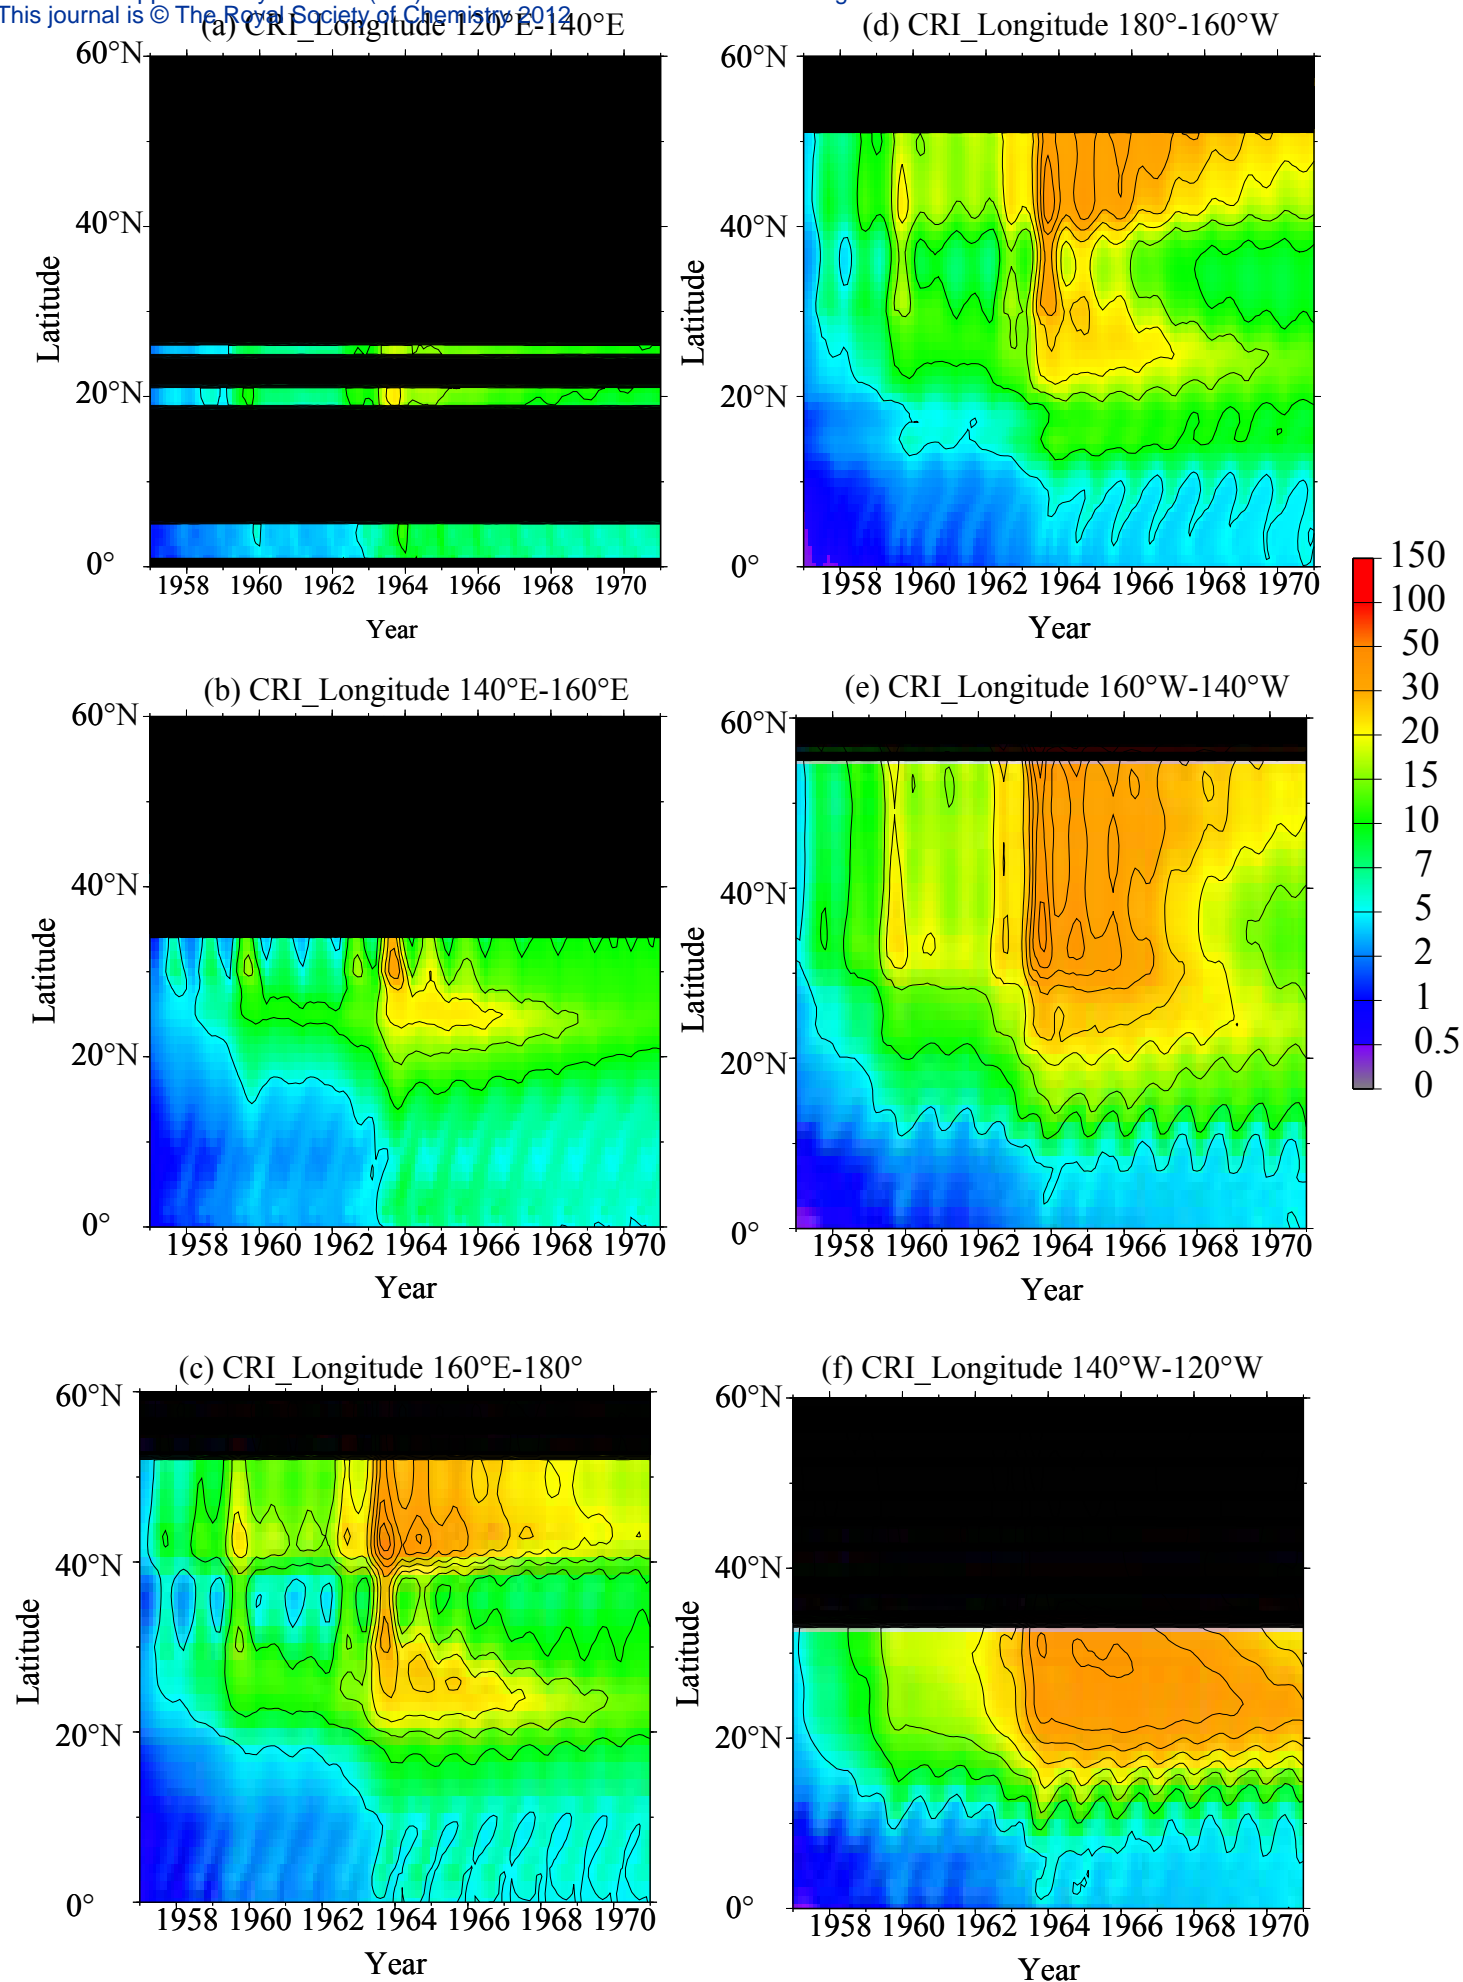 This journal is © The Royal Society of Chemistry 2012
(a) CRI_Longitude 120°E-140°E
60°N
40°N
20°N
0°
Latitude
1958 1960 1962 1964 1966 1968 1970
Year
(b) CRI_Longitude 140°E-160°E
60°N
40°N
20°N
0°
Latitude
1958 1960 1962 1964 1966 1968 1970
Year
(c) CRI_Longitude 160°E-180°
60°N
40°N
20°N
0°
Latitude
1958 1960 1962 1964 1966 1968 1970
Year
(d) CRI_Longitude 180°-160°W
60°N
40°N
20°N
0°
Latitude
1958 1960 1962 1964 1966 1968 1970
Year
(e) CRI_Longitude 160°W-140°W
60°N
40°N
20°N
0°
Latitude
1958 1960 1962 1964 1966 1968 1970
Year
(f) CRI_Longitude 140°W-120°W
60°N
40°N
20°N
0°
Latitude
1958 1960 1962 1964 1966 1968 1970
Year
150
100
50
30
20
15
10
7
5
2
1
0.5
0